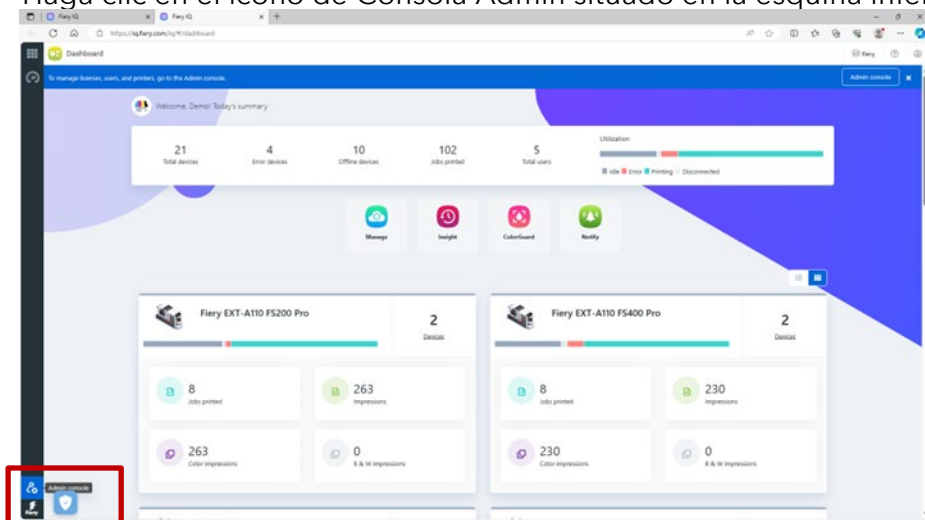 Haga clic en el icono de Consola Admin situado en la esquina
Fiery IQ
Fiery IQ
https://iq.fiery.com/iq/#/dashboard
Dashboard
Fiery
To manage licenses, users, and printers, go to the Admin console.
Admin console
Welcome, Demo! Today's summary
21
Total devices
4
Error devices
10
Offline devices
102
Jobs printed
5
Total users
Utilization
Idle Error Printing Disconnected
Manage
Insight
ColorGuard
Notify
Fiery EXT-A110 FS200 Pro
2
Devices
8
Jobs printed
263
Impressions
263
Color impressions
0
B & W impressions
Fiery EXT-A110 FS400 Pro
2
Devices
8
Jobs printed
230
Impressions
230
Color impressions
0
B & W impressions
Admin console
Fiery